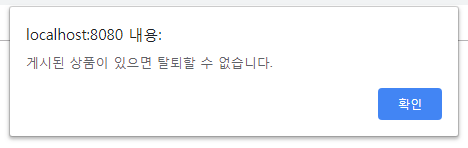 localhost:8080 내용:
게시된 상품이 있으면 탈퇴할 수 없습니다.
확인